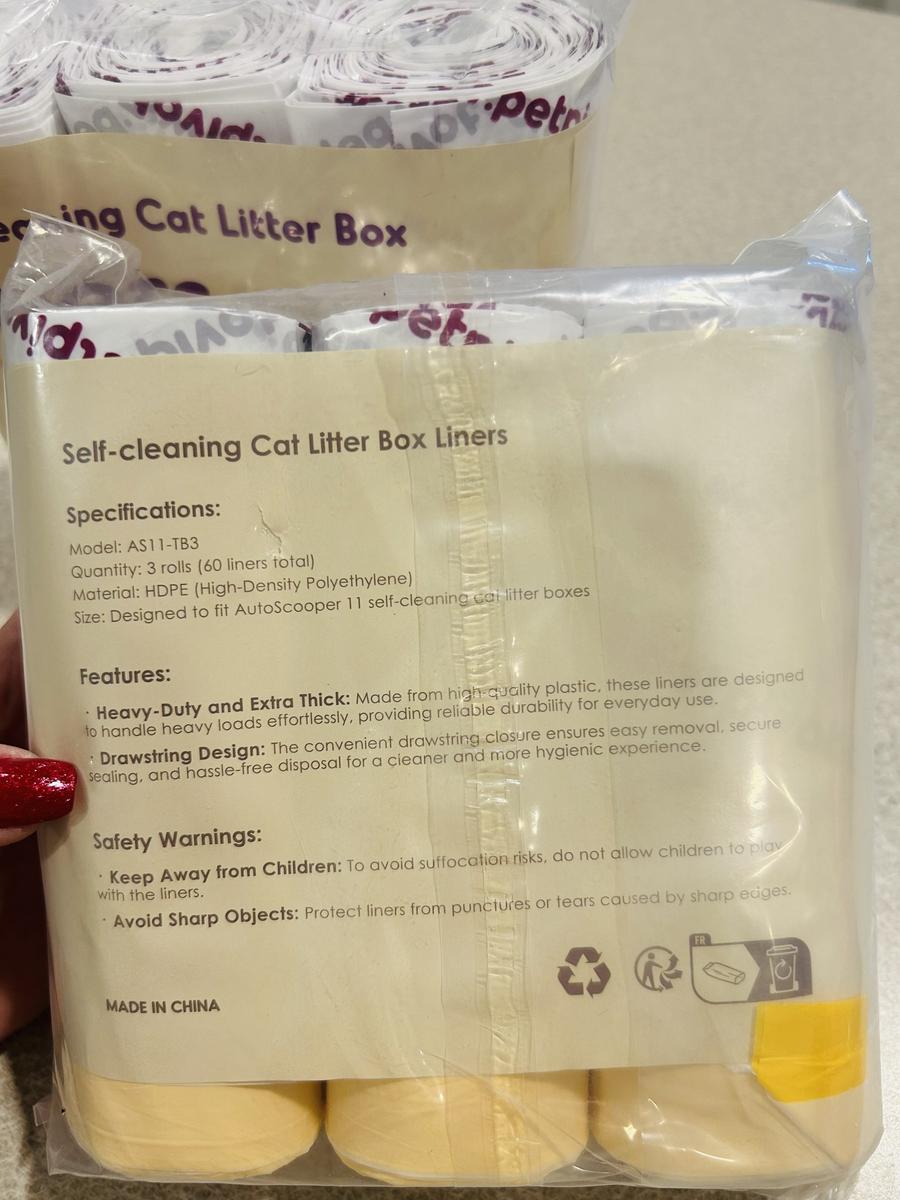 petn
Cat Litter Box
Self-cleaning Cat Litter Box Liners
Specifications:
Model: AS11-TB3
Quantity: 3 rolls (60 liners total)
Material: HDPE (High-Density Polyethylene)
Size: Designed to fit AutoScooper 11 self-cleaning cat litter boxes
Features:
· Heavy-Duty and Extra Thick: Made from high-quality plastic, these liners are designed
to handle heavy loads effortlessly, providing reliable durability for everyday use.
· Drawstring Design: The convenient drawstring closure ensures easy removal, secure
sealing, and hassle-free disposal for a cleaner and more hygienic experience.
Safety Warnings:
· Keep Away from Children: To avoid suffocation risks, do not allow children to play
with the liners.
· Avoid Sharp Objects: Protect liners from punctures or tears caused by sharp edges.
FR
MADE IN CHINA